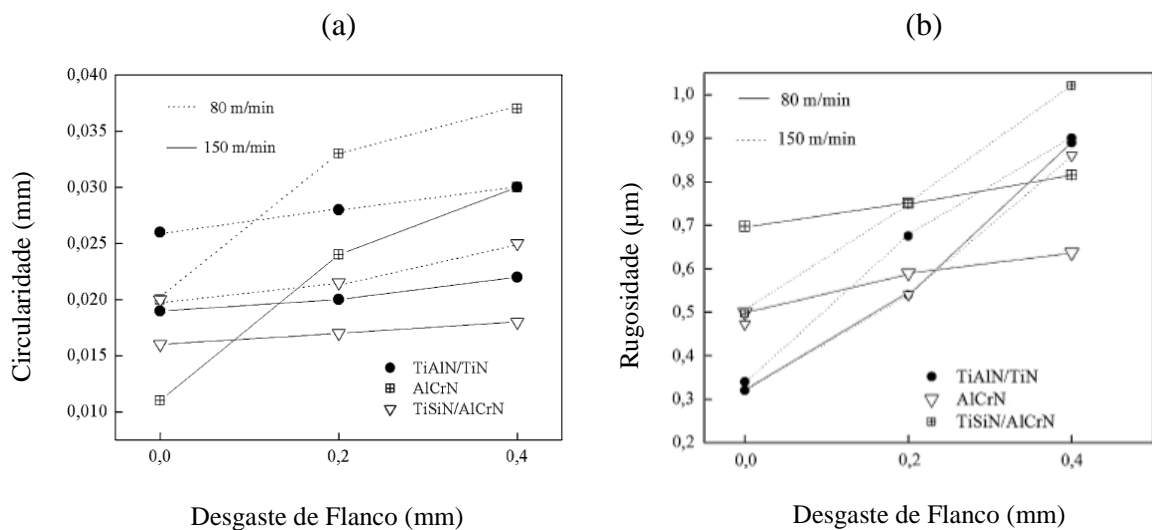 (a)
0,040
0,035
0,030
0,025
0,020
0,015
0,010
Circularidade (mm)
80 m/min
150 m/min
TiAlN/TiN
AlCrN
TiSiN/AlCrN
0,0 0,2 0,4
Desgaste de Flanco (mm)
(b)
1,0
0,9
0,8
0,7
0,6
0,5
0,4
0,3
0,2
Rugosidade (µm)
80 m/min
150 m/min
TiAlN/TiN
AlCrN
TiSiN/AlCrN
0,0 0,2 0,4
Desgaste de Flanco (mm)